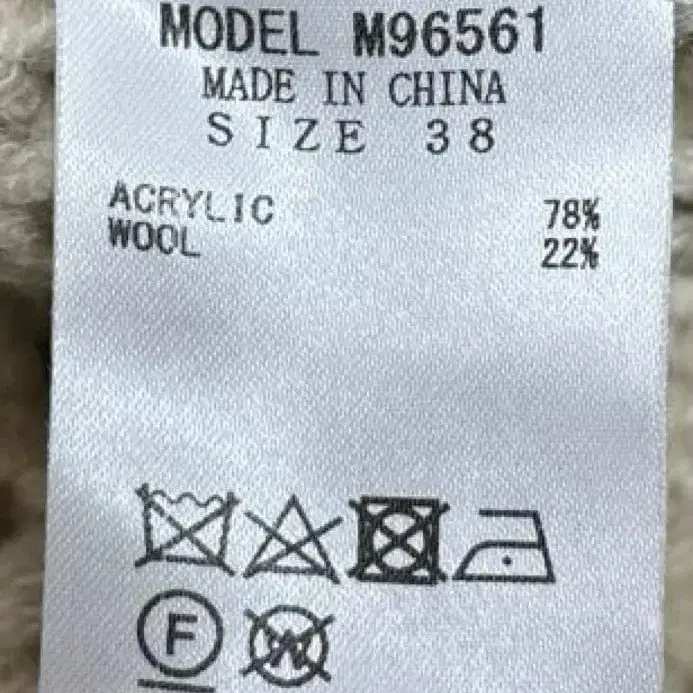 MODEL M96561
MADE IN CHINA
SIZE 38
ACRYLIC 78%
WOOL 22%
F W